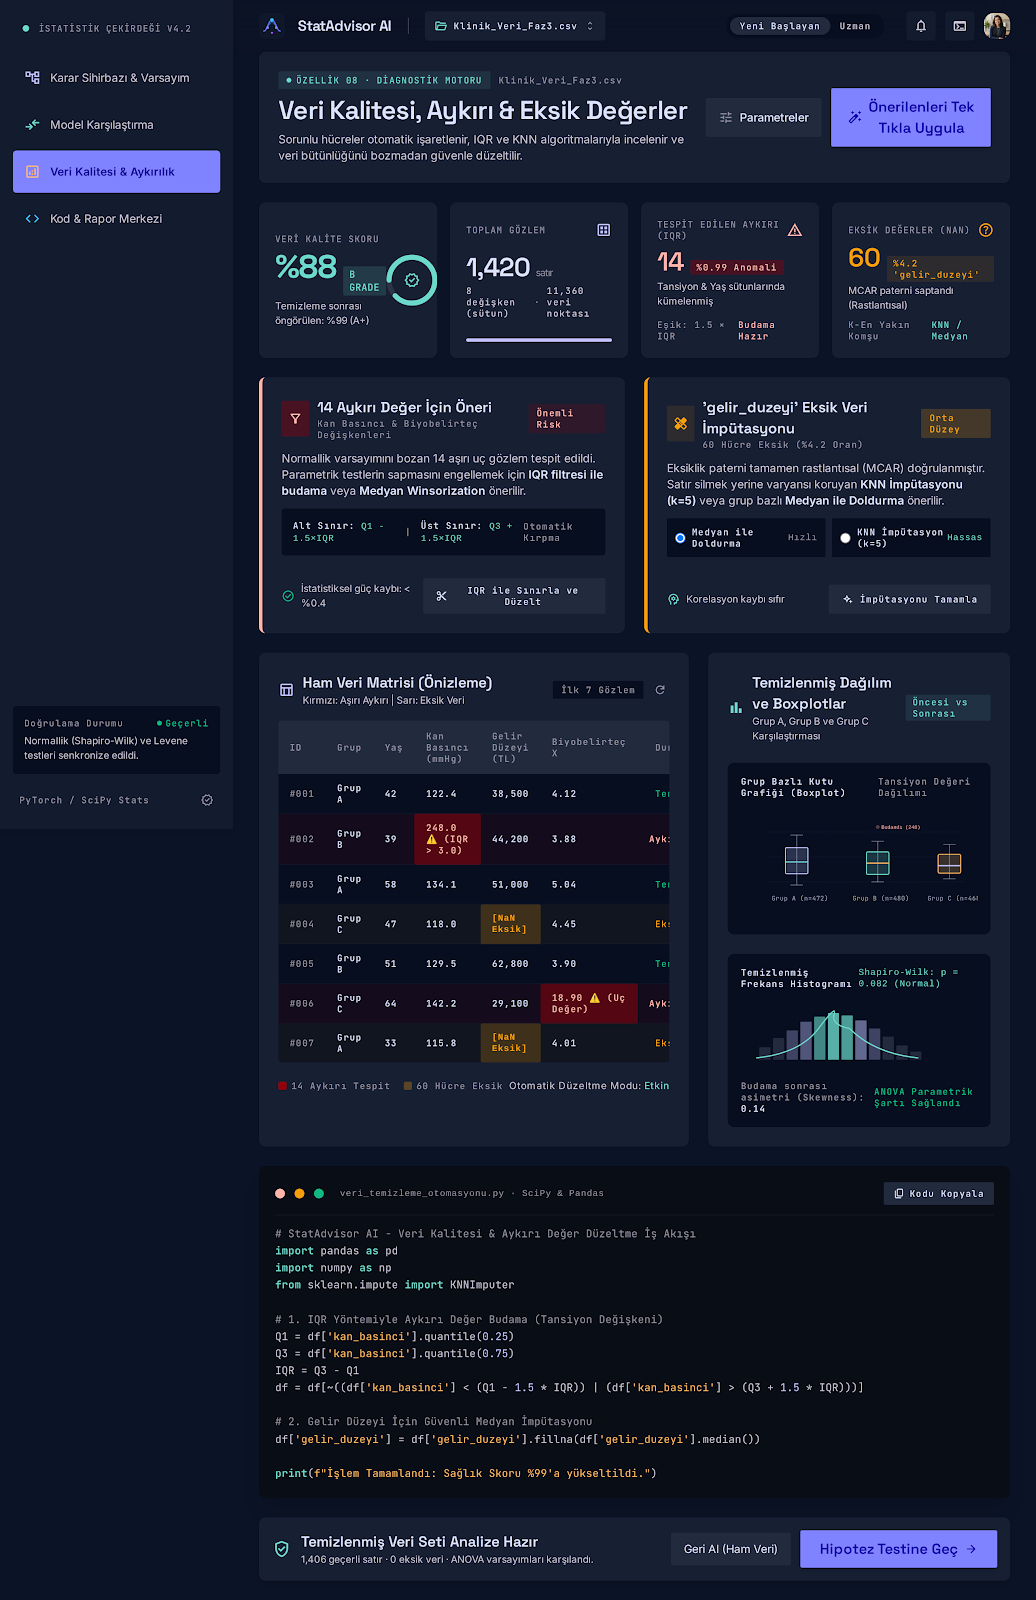 İSTATİSTİK ÇEKİRDEĞİ V4.2
Karar Sihirbazı & Varsayım
Model Karşılaştırma
Veri Kalitesi & Aykırılık
Kod & Rapor Merkezi
Doğrulama Durumu
Geçerli
Normallik (Shapiro-Wilk) ve Levene
testleri senkronize edildi.
PyTorch / SciPy Stats
StatAdvisor AI
Klinik_Veri_Faz3.csv
Yeni Başlayan
Uzman
ÖZELLİK 08 · DİAGNOSTİK MOTORU
Klinik_Veri_Faz3.csv
Veri Kalitesi, Aykırı & Eksik Değerler
Sorunlu hücreler otomatik işaretlenir, IQR ve KNN algoritmalarıyla incelenir ve
veri bütünlüğünü bozmadan güvenle düzeltilir.
Parametreler
Önerilenleri Tek
Tıkla Uygula
VERİ KALİTE SKORU
%88
B
GRADE
Temizleme sonrası
öngörülen: %99 (A+)
TOPLAM GÖZLEM
1,420 satır
8
değişken
(sütun)
·
11,360
veri
noktası
TESPİT EDİLEN AYKIRI
(IQR)
14
%0.99 Anomali
Tansiyon & Yaş sütunlarında
kümelenmiş
Eşik: 1.5 ×
IQR
Budama
Hazır
EKSİK DEĞERLER (NAN)
60
%4.2
'gelir_duzeyi'
MCAR paterni saptandı
(Rastlantısal)
K-En Yakın
Komşu
KNN /
Medyan
14 Aykırı Değer İçin Öneri
Kan Basıncı & Biyobelirteç
Değişkenleri
Önemli
Risk
Normallik varsayımını bozan 14 aşırı uç gözlem tespit edildi.
Parametrik testlerin sapmasını engellemek için IQR filtresi ile
budama veya Medyan Winsorization önerilir.
Alt Sınır: Q1 -
1.5×IQR
|
Üst Sınır: Q3 +
1.5×IQR
Otomatik
Kırpma
İstatistiksel güç kaybı: <
%0.4
IQR ile Sınırla ve
Düzelt
'gelir_duzeyi' Eksik Veri
İmpütasyonu
60 Hücre Eksik (%4.2 Oran)
Orta
Düzey
Eksiklik paterni tamamen rastlantısal (MCAR) doğrulanmıştır.
Satır silmek yerine varyansı koruyan KNN İmpütasyonu
(k=5) veya grup bazlı Medyan ile Doldurma önerilir.
Medyan ile
Doldurma
Hızlı
KNN İmpütasyon
(k=5)
Hassas
Korelasyon kaybı sıfır
İmpütasyonu Tamamla
Ham Veri Matrisi (Önizleme)
Kırmızı: Aşırı Aykırı | Sarı: Eksik Veri
İlk 7 Gözlem
ID Grup Yaş Kan Basıncı (mmHg) Gelir Düzeyi (TL) Biyobelirteç X Dur
#001 Grup A 42 122.4 38,500 4.12 Te
#002 Grup B 39 248.0 ⚠️ (IQR > 3.0) 44,200 3.88 Aykı
#003 Grup A 58 134.1 51,000 5.04 Te
#004 Grup C 47 118.0 [NaN Eksik] 4.45 Eks
#005 Grup B 51 129.5 62,800 3.90 Te
#006 Grup C 64 142.2 29,100 18.90 ⚠️ (Uç Değer) Aykı
#007 Grup A 33 115.8 [NaN Eksik] 4.01 Eks
14 Aykırı Tespit
60 Hücre Eksik
Otomatik Düzeltme Modu: Etkin
Temizlenmiş Dağılım
ve Boxplotlar
Grup A, Grup B ve Grup C
Karşılaştırması
Öncesi vs
Sonrası
Grup Bazlı Kutu
Grafiği (Boxplot)
Tansiyon Değeri
Dağılımı
Budandı (248)
Grup A (n=472)
Grup B (n=480)
Grup C (n=46
Temizlenmiş
Frekans Histogramı
Shapiro-Wilk: p =
0.082 (Normal)
Budama sonrası
asimetri (Skewness):
0.14
ANOVA Parametrik
Şartı Sağlandı
veri_temizleme_otomasyonu.py · SciPy & Pandas
Kodu Kopyala
# StatAdvisor AI - Veri Kalitesi & Aykırı Değer Düzeltme İş Akışı
import pandas as pd
import numpy as np
from sklearn.impute import KNNImputer
# 1. IQR Yöntemiyle Aykırı Değer Budama (Tansiyon Değişkeni)
Q1 = df['kan_basinci'].quantile(0.25)
Q3 = df['kan_basinci'].quantile(0.75)
IQR = Q3 - Q1
df = df[~((df['kan_basinci'] < (Q1 - 1.5 * IQR)) | (df['kan_basinci'] > (Q3 + 1.5 * IQR)))]
# 2. Gelir Düzeyi İçin Güvenli Medyan İmpütasyonu
df['gelir_duzeyi'] = df['gelir_duzeyi'].fillna(df['gelir_duzeyi'].median())
print(f"İşlem Tamamlandı: Sağlık Skoru %99'a yükseltildi.")
Temizlenmiş Veri Seti Analize Hazır
1,406 geçerli satır · 0 eksik veri · ANOVA varsayımları karşılandı.
Geri Al (Ham Veri)
Hipotez Testine Geç →